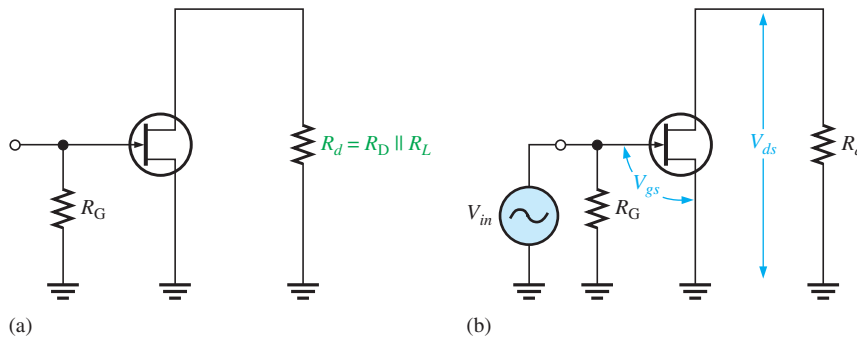 R_d = R_D || R_L
R_G
(a)
V_in
R_G
V_gs
V_ds
(b)